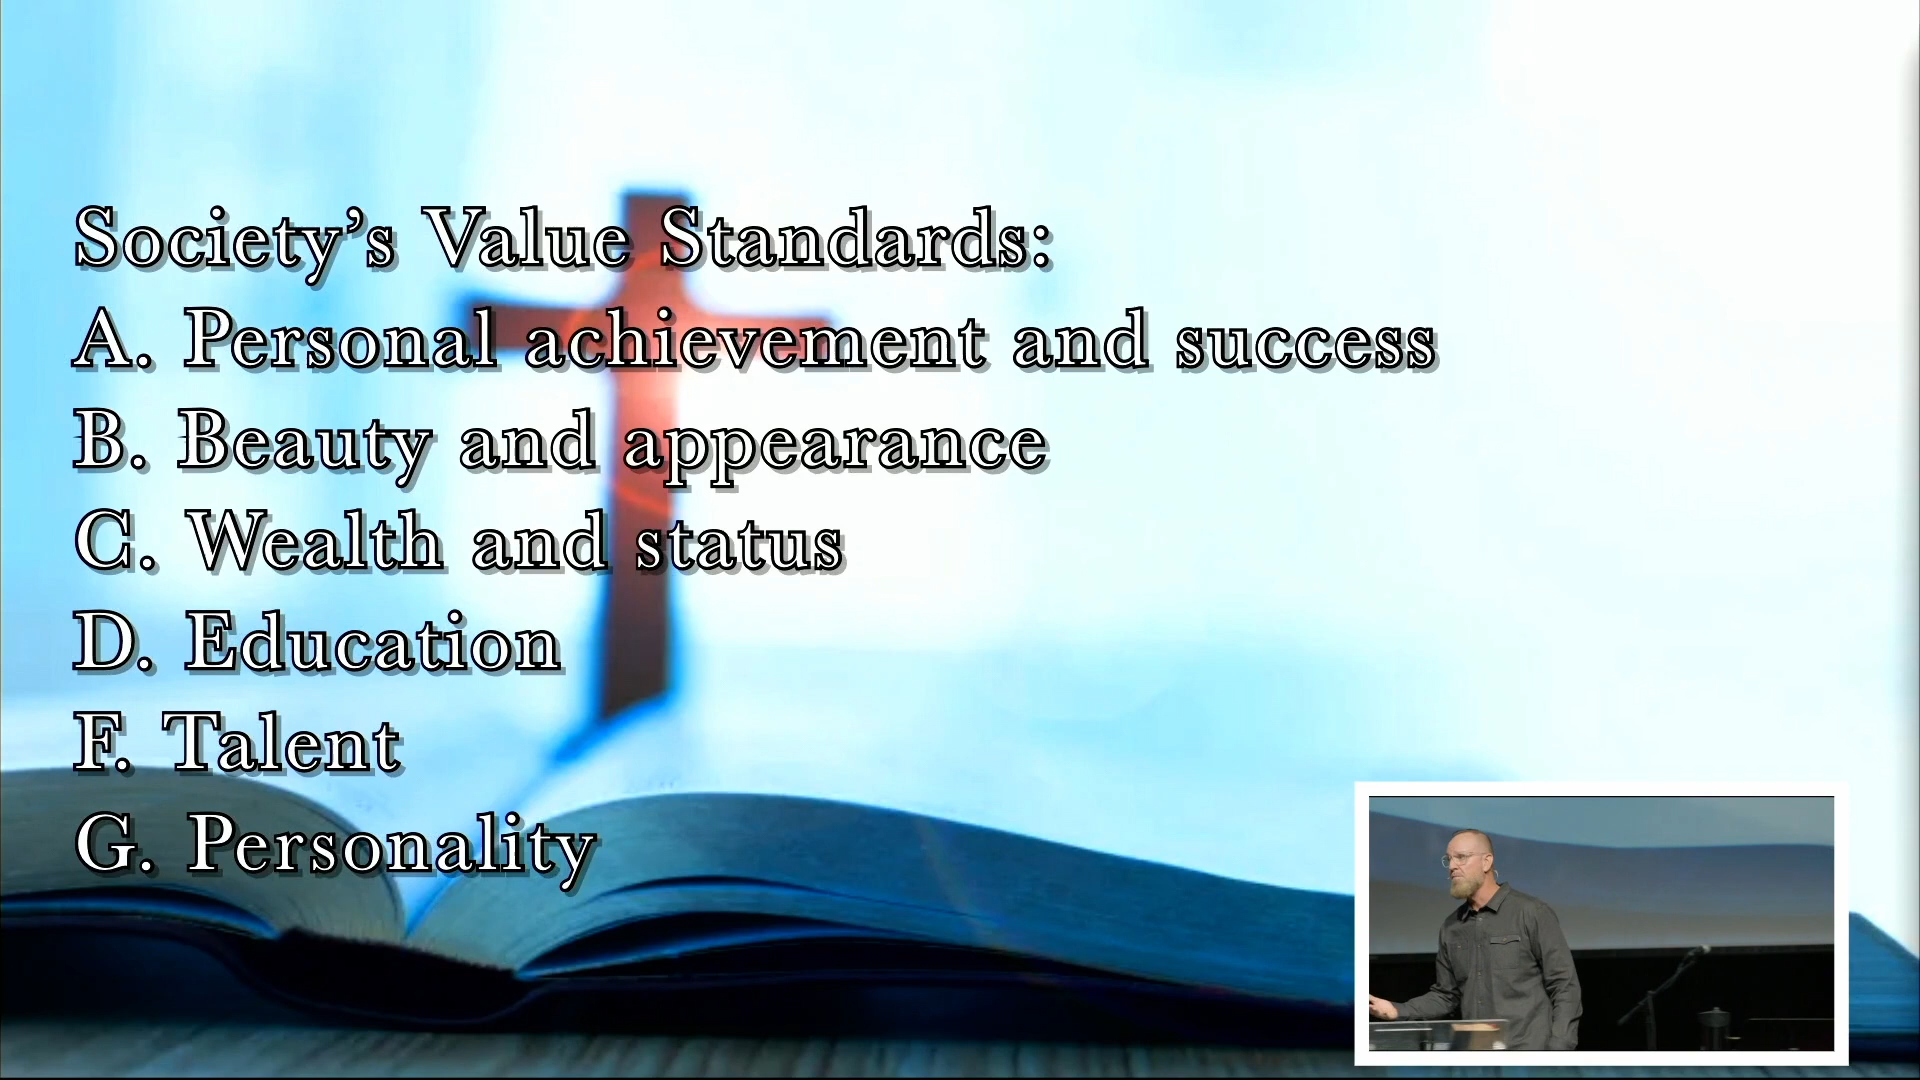 Society’s Value Standards:
A. Personal achievement and success
B. Beauty and appearance
C. Wealth and status
D. Education
F. Talent
G. Personality